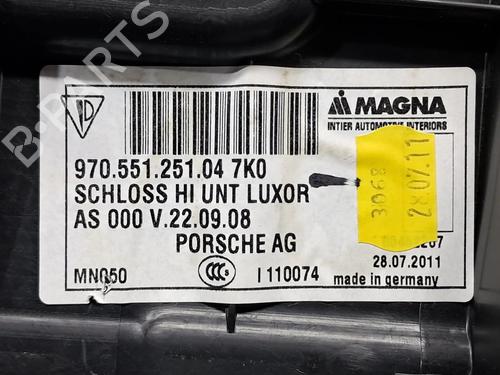 MAGNA
INTIER AUTOMOTIVE INTERIORS
970.551.251.04 7K0
SCHLOSS HI UNT LUXOR
AS 000 V.22.09.08
PORSCHE AG
MN050
CCC S
I 110074
28.07.2011
made in germany
3068
28.07.11
B-PARTS